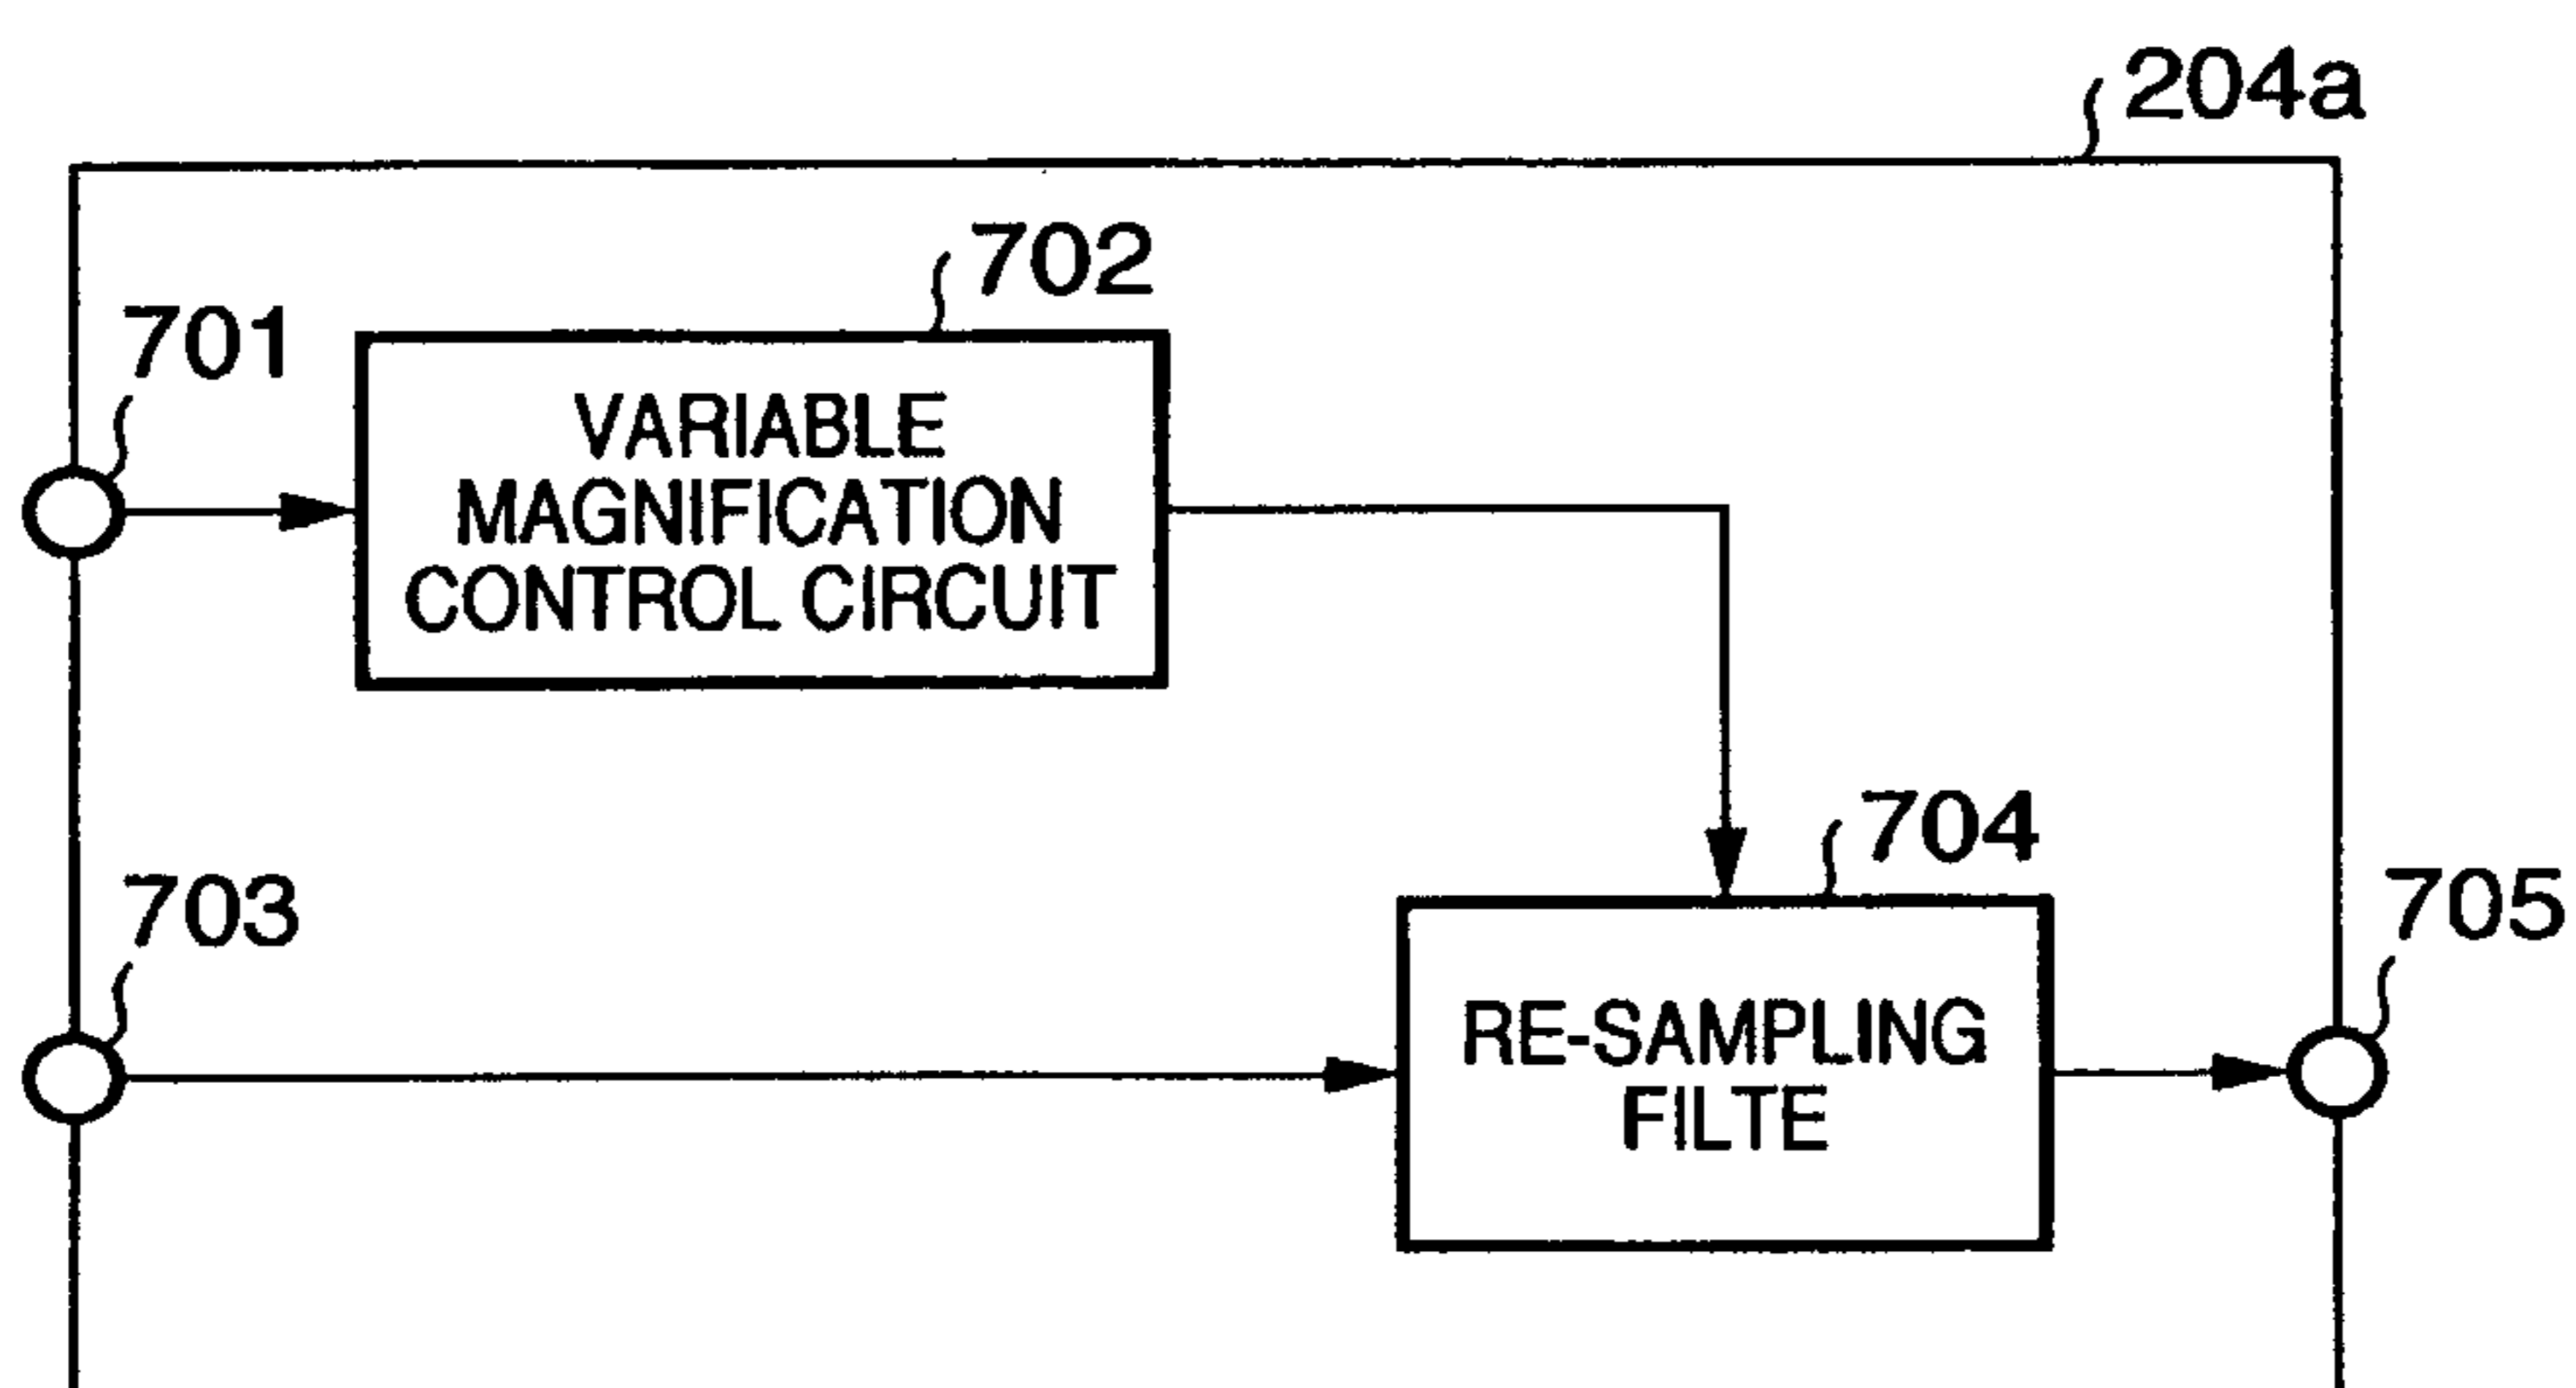 204a
702
701
VARIABLE
MAGNIFICATION
CONTROL CIRCUIT
704
703
705
RE-SAMPLING
FILTE